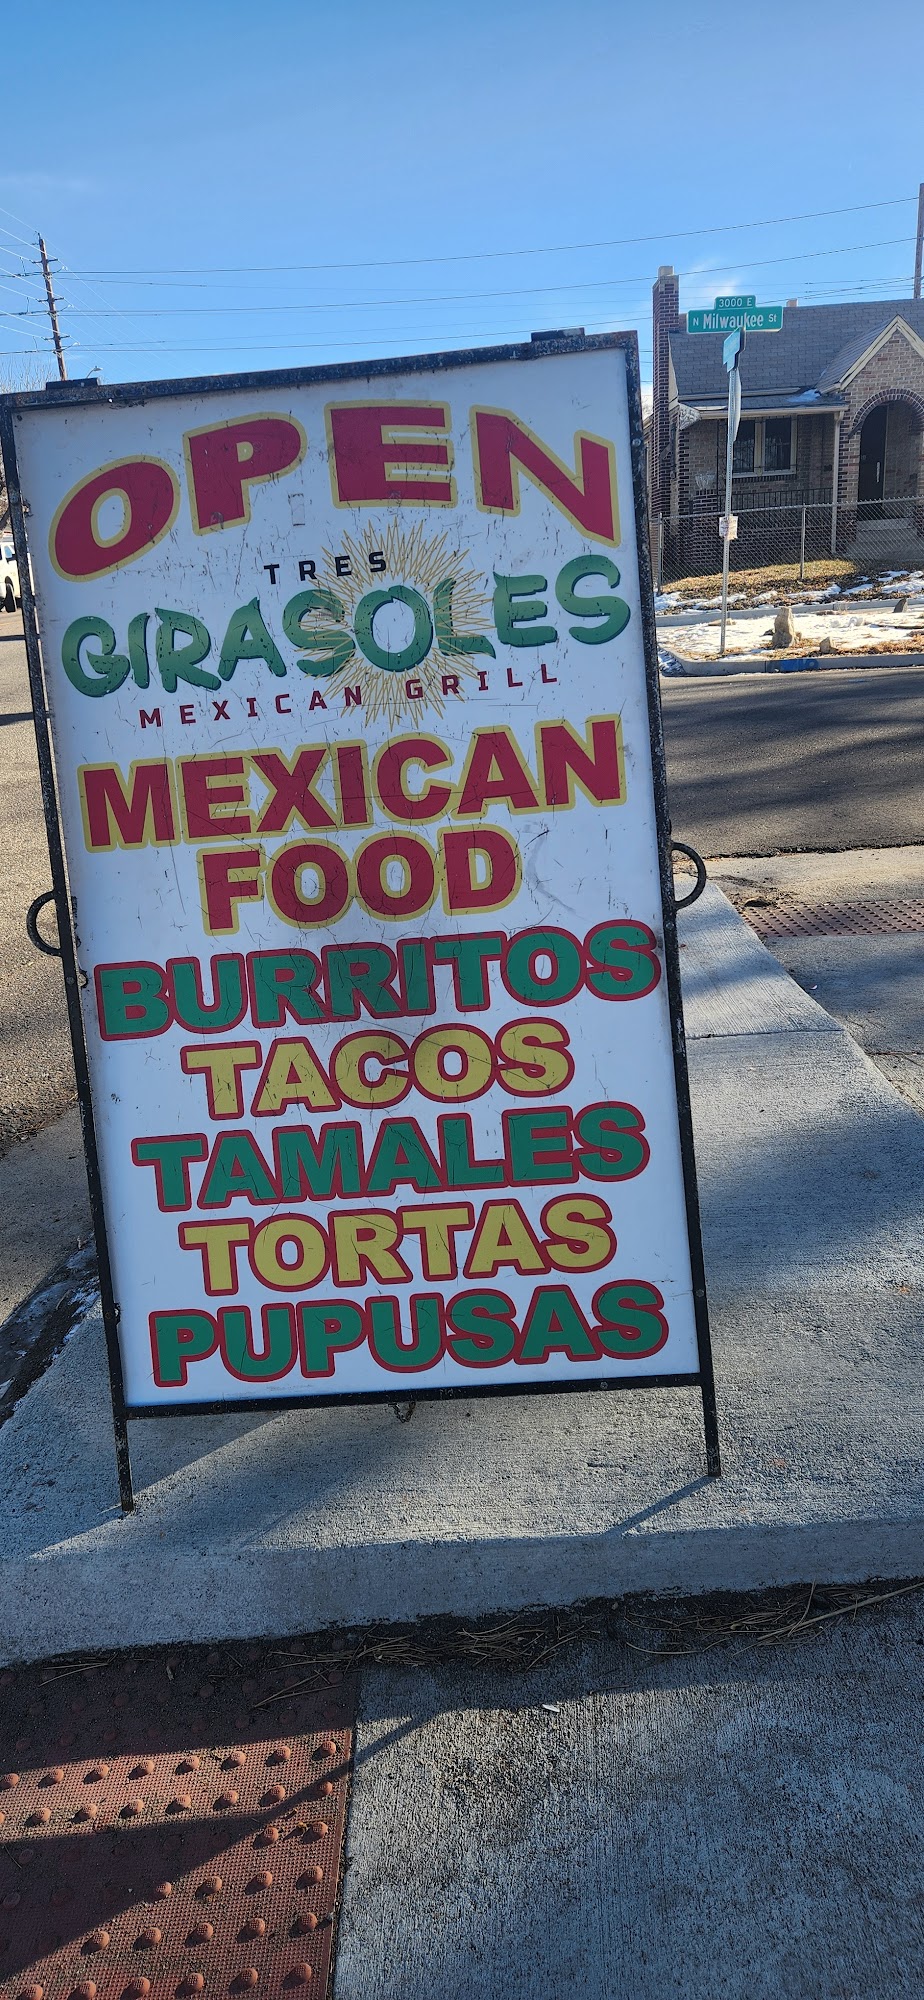 3000 E
N Milwaukee St
OPEN
TRES
GIRASOLES
MEXICAN GRILL
MEXICAN
FOOD
BURRITOS
TACOS
TAMALES
TORTAS
PUPUSAS